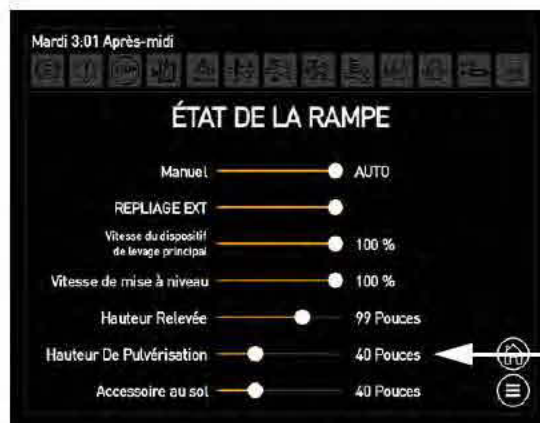 Mardi 3:01 Après-midi
ÉTAT DE LA RAMPE
Manuel AUTO
REPLIAGE EXT
Vitesse du dispositif
de levage principal 100 %
Vitesse de mise à niveau 100 %
Hauteur Relevée 99 Pouces
Hauteur De Pulvérisation 40 Pouces
Accessoire au sol 40 Pouces